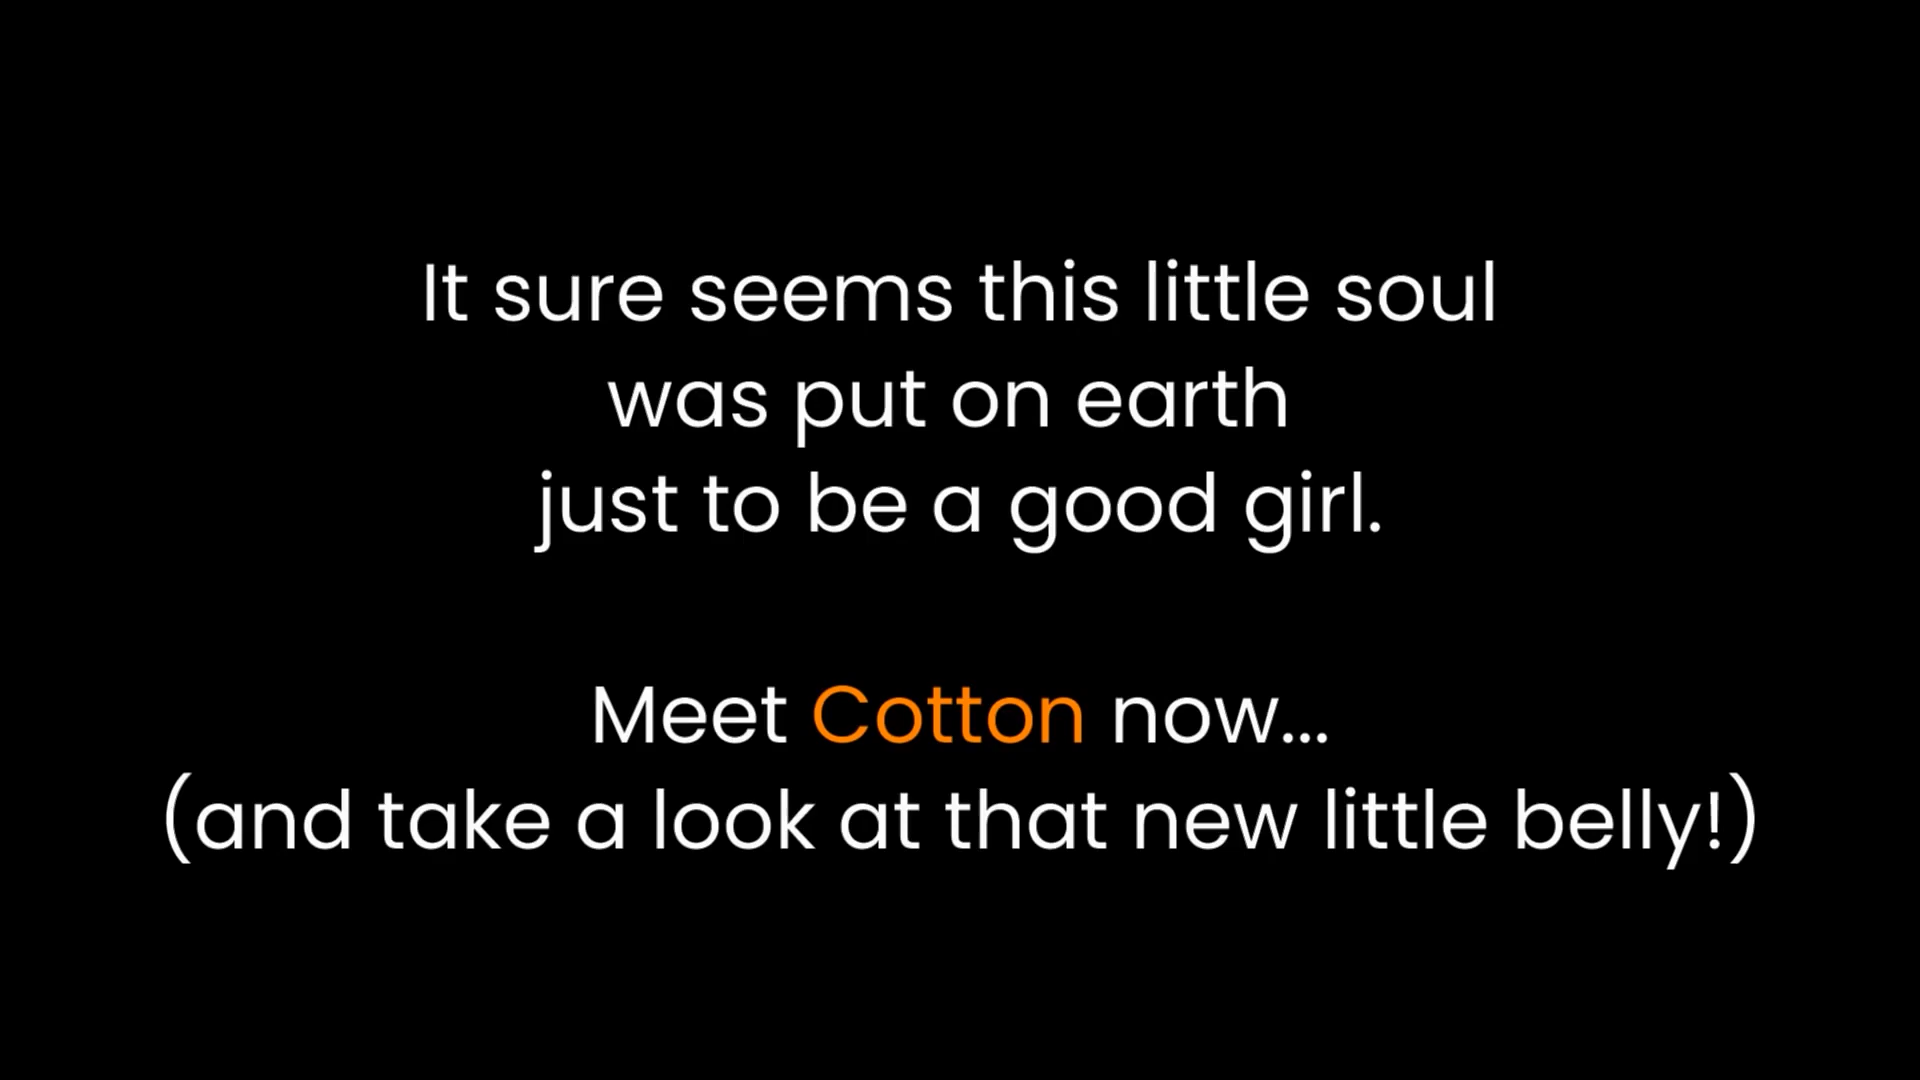 It sure seems this little soul
was put on earth
just to be a good girl.
Meet Cotton now...
(and take a look at that new little belly!)